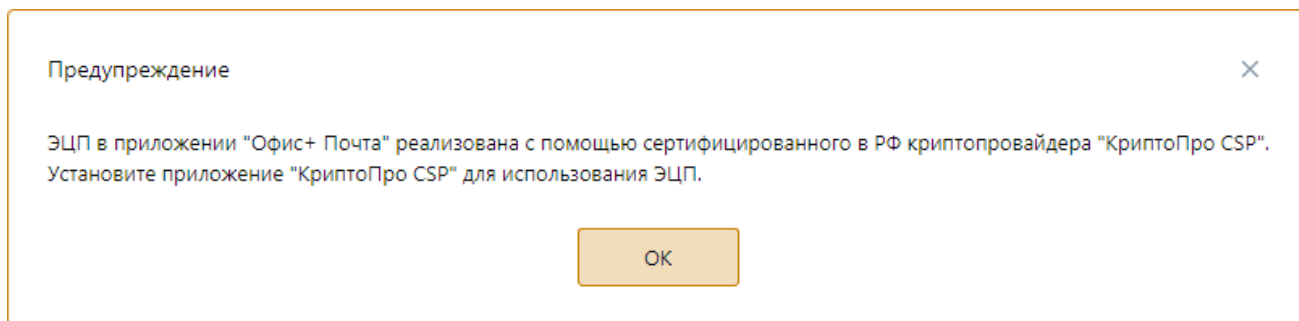 Предупреждение
ЭЦП в приложении "Офис+ Почта" реализована с помощью сертифицированного в РФ криптопровайдера "КриптоПро CSP".
Установите приложение "КриптоПро CSP" для использования ЭЦП.
ОК